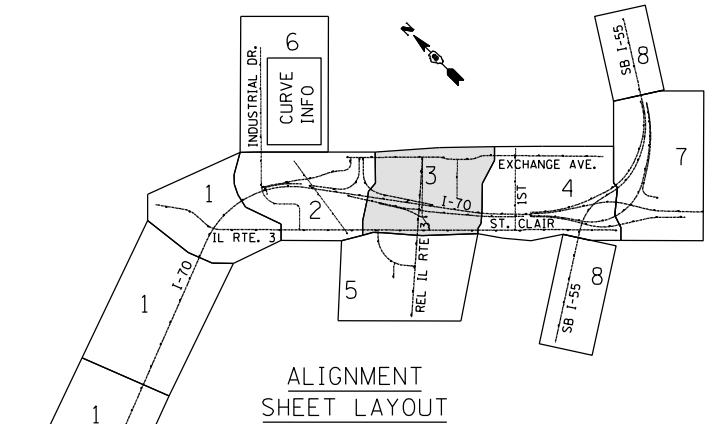 SB I-55
8
N
6
INDUSTRIAL DR.
CURVE
INFO
7
EXCHANGE AVE.
3
1
1ST
4
I-70
2
ST. CLAIR
IL RTE. 3
REL IL RTE. 3
I-70
8
5
1
SB I-55
ALIGNMENT
SHEET LAYOUT
1